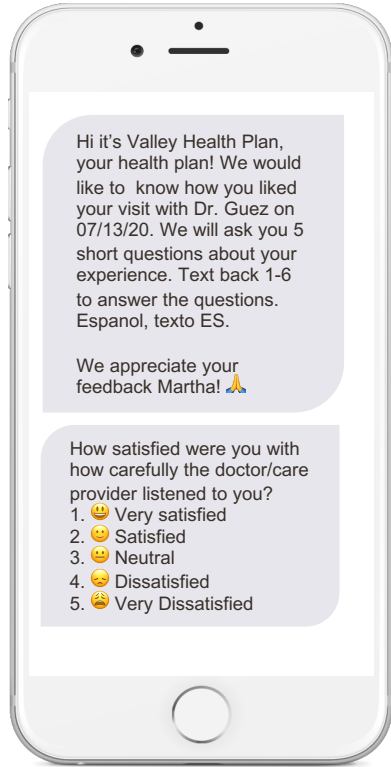 Hi it's Valley Health Plan,
your health plan! We would
like to know how you liked
your visit with Dr. Guez on
07/13/20. We will ask you 5
short questions about your
experience. Text back 1-6
to answer the questions.
Espanol, texto ES.
We appreciate your
feedback Martha! 🙏
How satisfied were you with
how carefully the doctor/care
provider listened to you?
1. 😃 Very satisfied
2. 🙂 Satisfied
3. 😐 Neutral
4. 😞 Dissatisfied
5. 😩 Very Dissatisfied